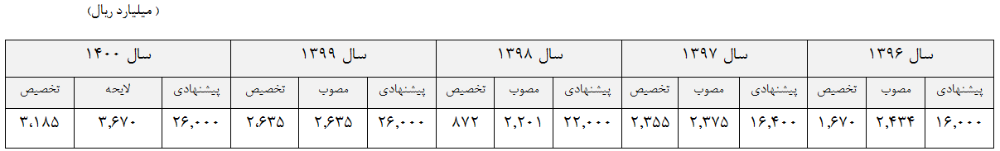 (میلیارد ریال)
سال ۱۳۹۶ سال ۱۳۹۷ سال ۱۳۹۸ سال ۱۳۹۹ سال ۱۴۰۰
پیشنهادی مصوب تخصیص پیشنهادی مصوب تخصیص پیشنهادی مصوب تخصیص پیشنهادی مصوب تخصیص پیشنهادی لایحه تخصیص
۱۶,۰۰۰ ۲,۴۳۴ ۱,۶۷۰ ۱۶,۴۰۰ ۲,۳۷۵ ۲,۳۵۵ ۲۲,۰۰۰ ۲,۲۰۱ ۸۷۲ ۲۶,۰۰۰ ۲,۶۳۵ ۲،۶۳۵ ۲۶,۰۰۰ ۳,۶۷۰ ۳،۱۸۵